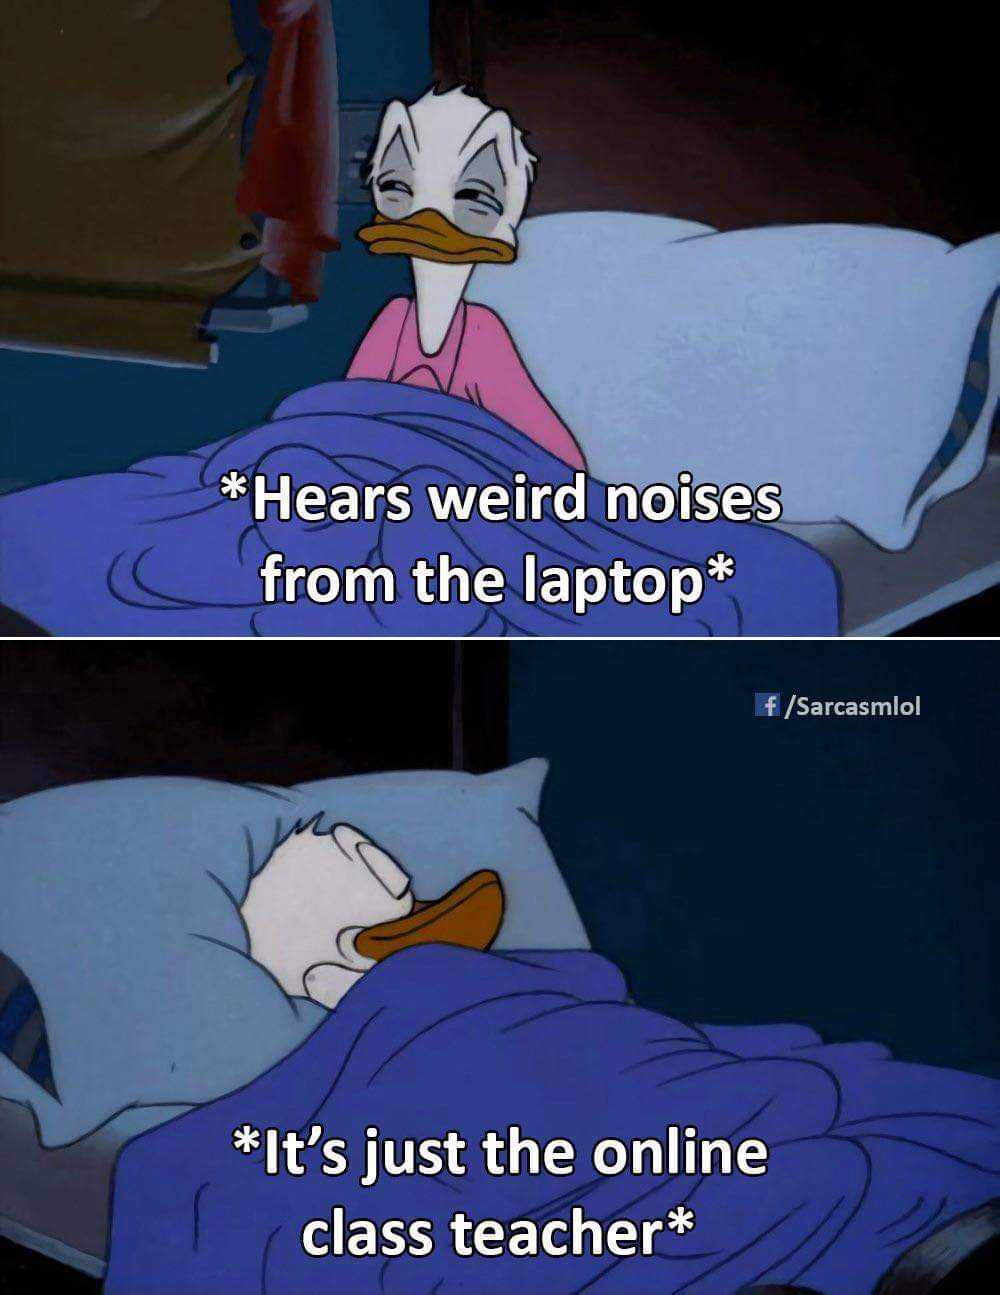 *Hears weird noises
from the laptop*
f /Sarcasmlol
*It’s just the online
class teacher*